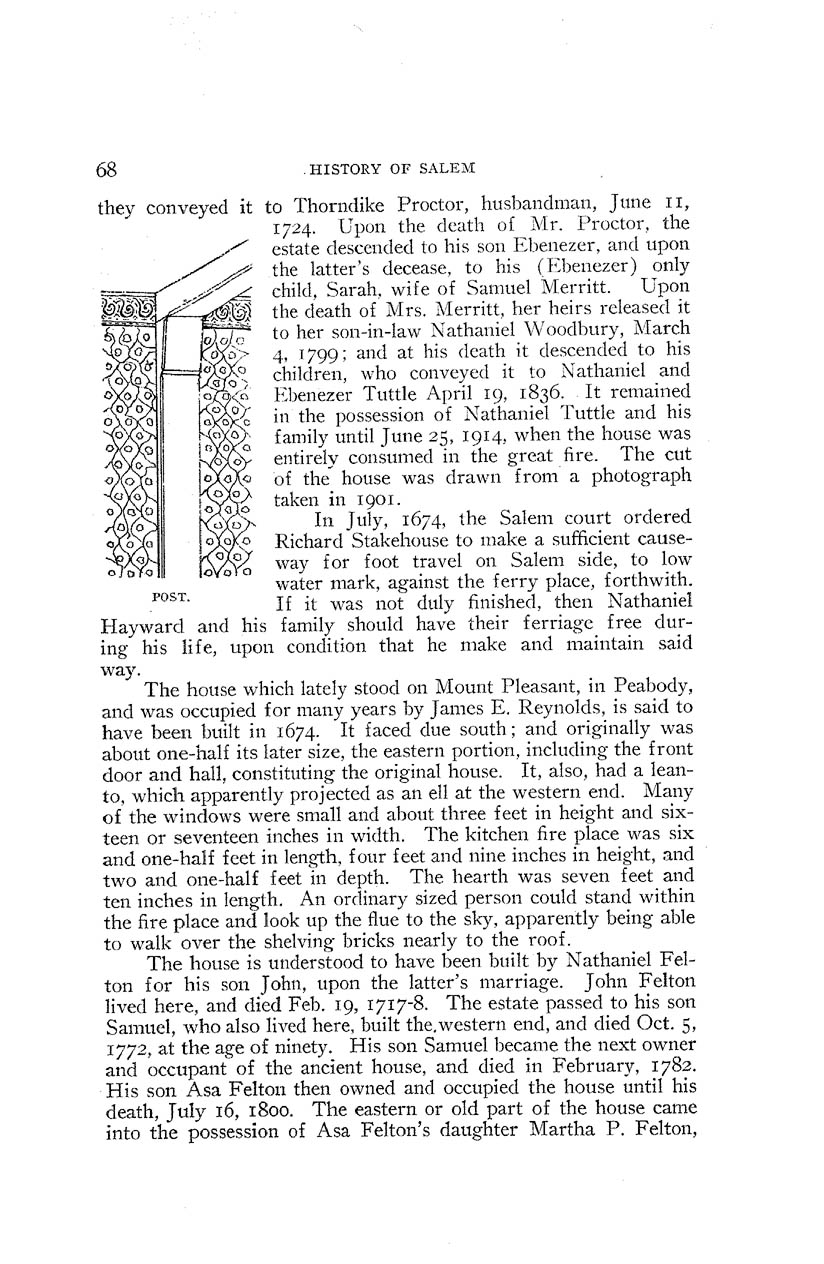 68 HISTORY OF SALEM
they conveyed it to Thorndike Proctor, husbandman, June 11,
1724. Upon the death of Mr. Proctor, the
estate descended to his son Ebenezer, and upon
the latter's decease, to his (Ebenezer) only
child, Sarah, wife of Samuel Merritt. Upon
the death of Mrs. Merritt, her heirs released it
to her son-in-law Nathaniel Woodbury, March
4, 1799; and at his death it descended to his
children, who conveyed it to Nathaniel and
Ebenezer Tuttle April 19, 1836. It remained
in the possession of Nathaniel Tuttle and his
family until June 25, 1914, when the house was
entirely consumed in the great fire. The cut
of the house was drawn from a photograph
taken in 1901.
In July, 1674, the Salem court ordered
Richard Stakehouse to make a sufficient cause-
way for foot travel on Salem side, to low
water mark, against the ferry place, forthwith.
POST.
If it was not duly finished, then Nathaniel
Hayward and his family should have their ferriage free dur-
ing his life, upon condition that he make and maintain said
way.
The house which lately stood on Mount Pleasant, in Peabody,
and was occupied for many years by James E. Reynolds, is said to
have been built in 1674. It faced due south; and originally was
about one-half its later size, the eastern portion, including the front
door and hall, constituting the original house. It, also, had a lean-
to, which apparently projected as an ell at the western end. Many
of the windows were small and about three feet in height and six-
teen or seventeen inches in width. The kitchen fire place was six
and one-half feet in length, four feet and nine inches in height, and
two and one-half feet in depth. The hearth was seven feet and
ten inches in length. An ordinary sized person could stand within
the fire place and look up the flue to the sky, apparently being able
to walk over the shelving bricks nearly to the roof.
The house is understood to have been built by Nathaniel Fel-
ton for his son John, upon the latter's marriage. John Felton
lived here, and died Feb. 19, 1717-8. The estate passed to his son
Samuel, who also lived here, built the western end, and died Oct. 5,
1772, at the age of ninety. His son Samuel became the next owner
and occupant of the ancient house, and died in February, 1782.
His son Asa Felton then owned and occupied the house until his
death, July 16, 1800. The eastern or old part of the house came
into the possession of Asa Felton's daughter Martha P. Felton,